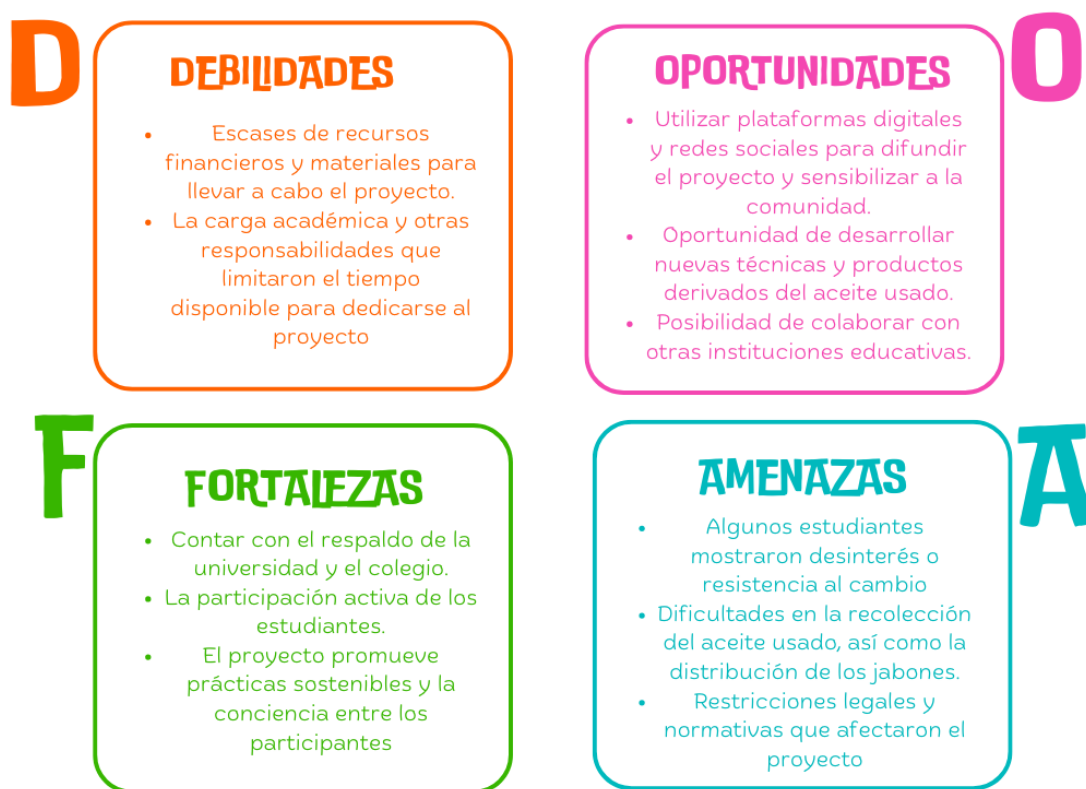 D
DEBILIDADES
• Escases de recursos
financieros y materiales para
llevar a cabo el proyecto.
• La carga académica y otras
responsabilidades que
limitaron el tiempo
disponible para dedicarse al
proyecto
O
OPORTUNIDADES
• Utilizar plataformas digitales
y redes sociales para difundir
el proyecto y sensibilizar a la
comunidad.
• Oportunidad de desarrollar
nuevas técnicas y productos
derivados del aceite usado.
• Posibilidad de colaborar con
otras instituciones educativas.
F
FORTALEZAS
• Contar con el respaldo de la
universidad y el colegio.
• La participación activa de los
estudiantes.
• El proyecto promueve
prácticas sostenibles y la
conciencia entre los
participantes
A
AMENAZAS
• Algunos estudiantes
mostraron desinterés o
resistencia al cambio
• Dificultades en la recolección
del aceite usado, así como la
distribución de los jabones.
• Restricciones legales y
normativas que afectaron el
proyecto